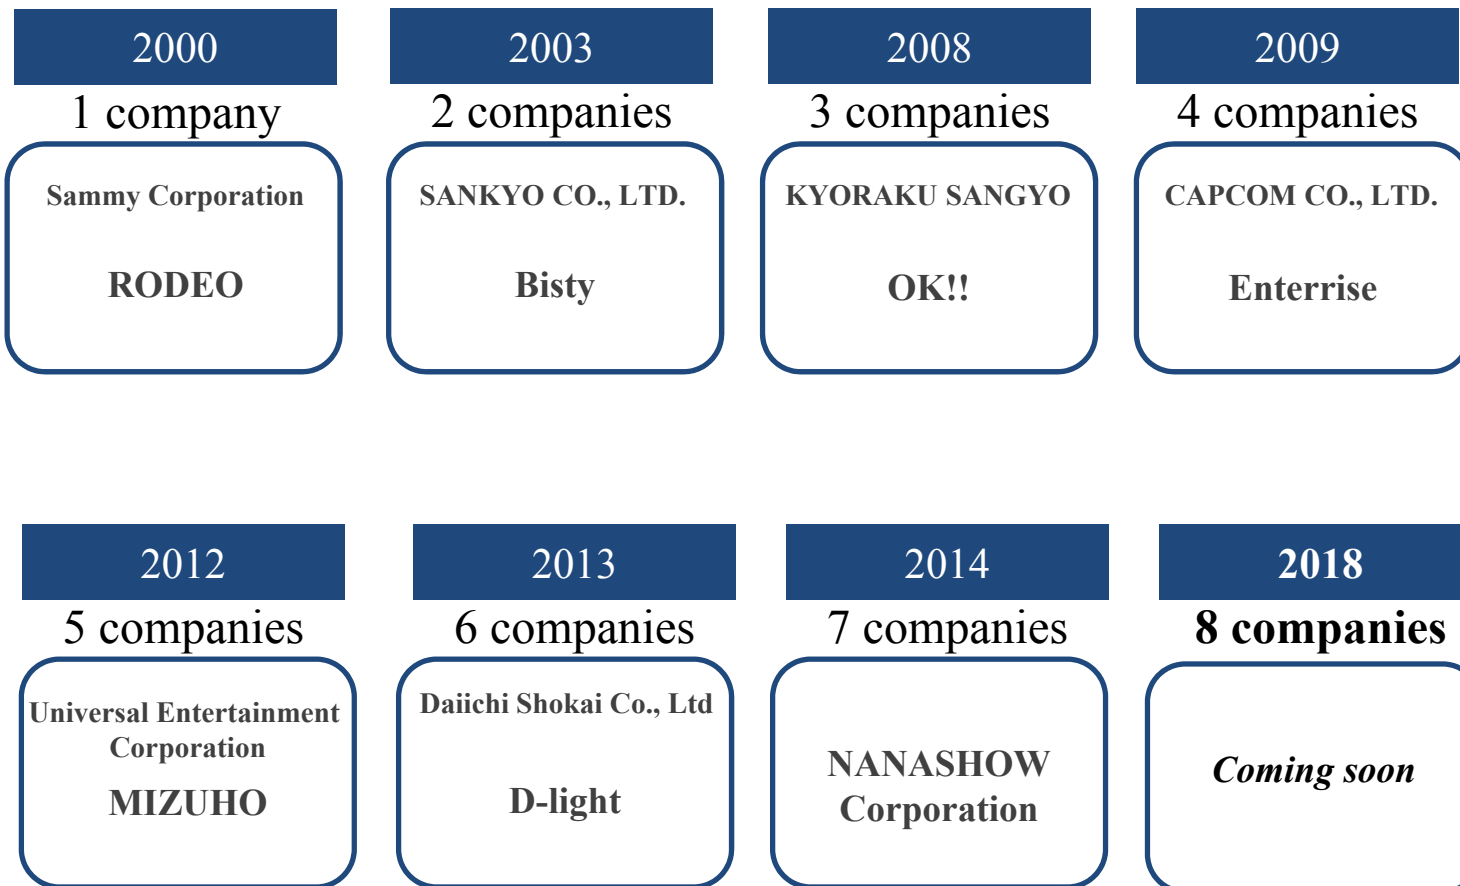 2000
2003
2008
2009
1 company
2 companies
3 companies
4 companies
Sammy Corporation
RODEO
SANKYO CO., LTD.
Bisty
KYORAKU SANGYO
OK!!
CAPCOM CO., LTD.
Enterrise
2012
2013
2014
2018
5 companies
6 companies
7 companies
8 companies
Universal Entertainment
Corporation
MIZUHO
Daiichi Shokai Co., Ltd
D-light
NANASHOW
Corporation
Coming soon